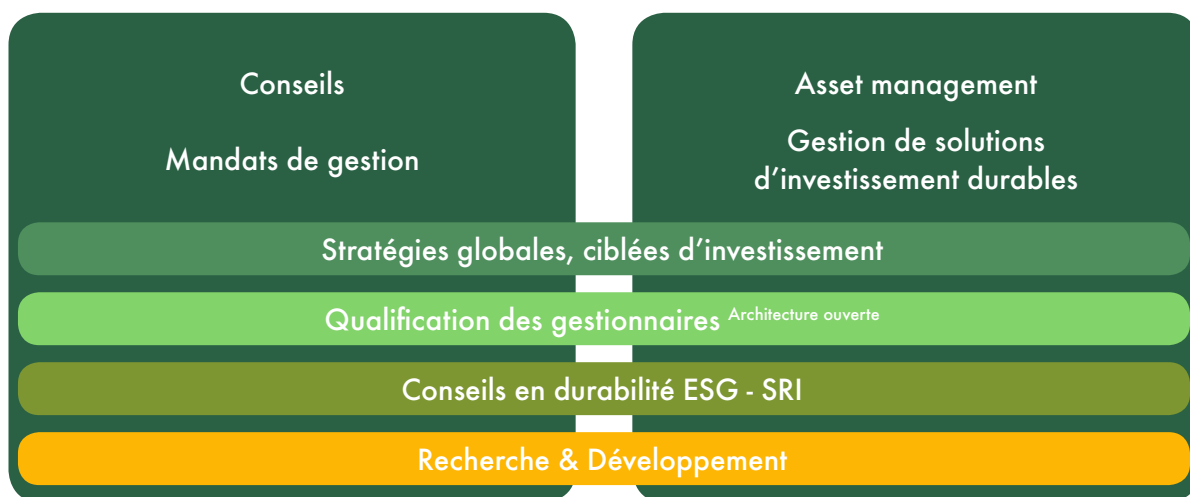 Conseils
Mandats de gestion
Asset management
Gestion de solutions
d’investissement durables
Stratégies globales, ciblées d’investissement
Qualification des gestionnaires Architecture ouverte
Conseils en durabilité ESG - SRI
Recherche & Développement